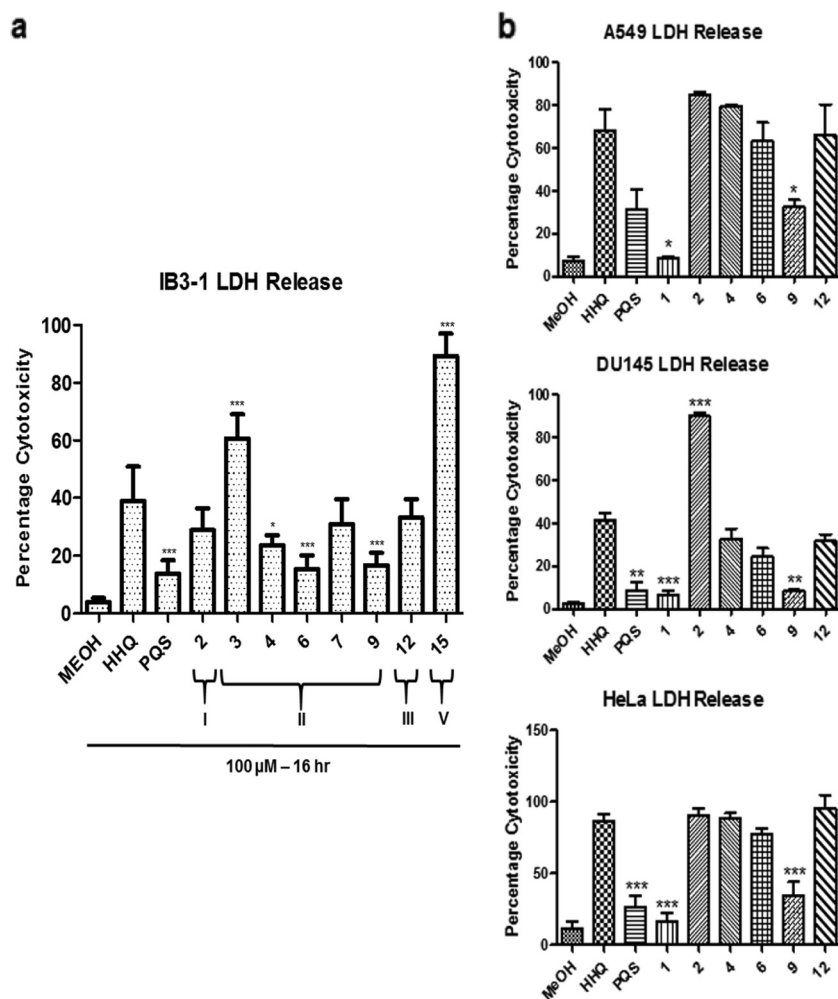 a
IB3-1 LDH Release
Percentage Cytotoxicity
100
80
60
40
20
0
***
***
*
***
***
***
MEOH HHQ PQS 2 3 4 6 7 9 12 15
I II III V
100 µM – 16 hr
b
A549 LDH Release
Percentage Cytotoxicity
100
80
60
40
20
0
*
*
MeOH HHQ PQS 1 2 4 6 9 12
DU145 LDH Release
Percentage Cytotoxicity
100
80
60
40
20
0
**
***
***
**
MeOH HHQ PQS 1 2 4 6 9 12
HeLa LDH Release
Percentage Cytotoxicity
150
100
50
0
***
***
***
MeOH HHQ PQS 1 2 4 6 9 12